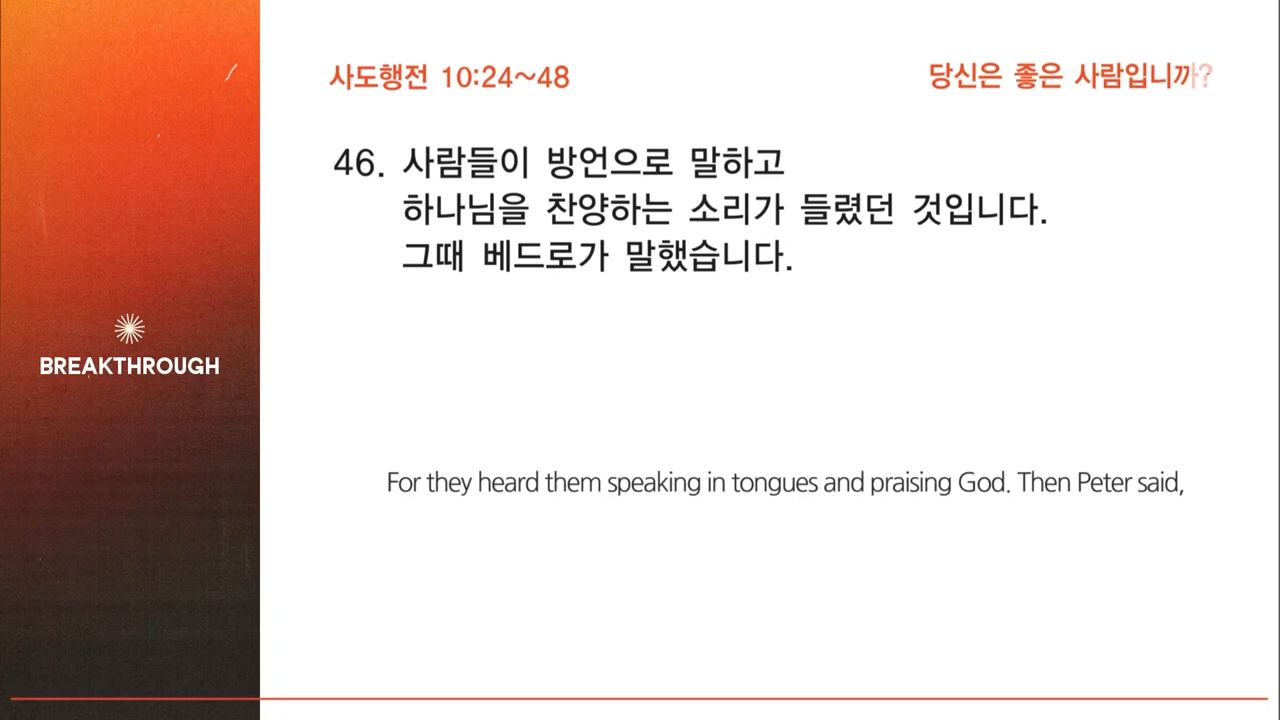 사도행전 10:24~48
당신은 좋은 사람입니까?
46. 사람들이 방언으로 말하고
하나님을 찬양하는 소리가 들렸던 것입니다.
그때 베드로가 말했습니다.
BREAKTHROUGH
For they heard them speaking in tongues and praising God. Then Peter said,